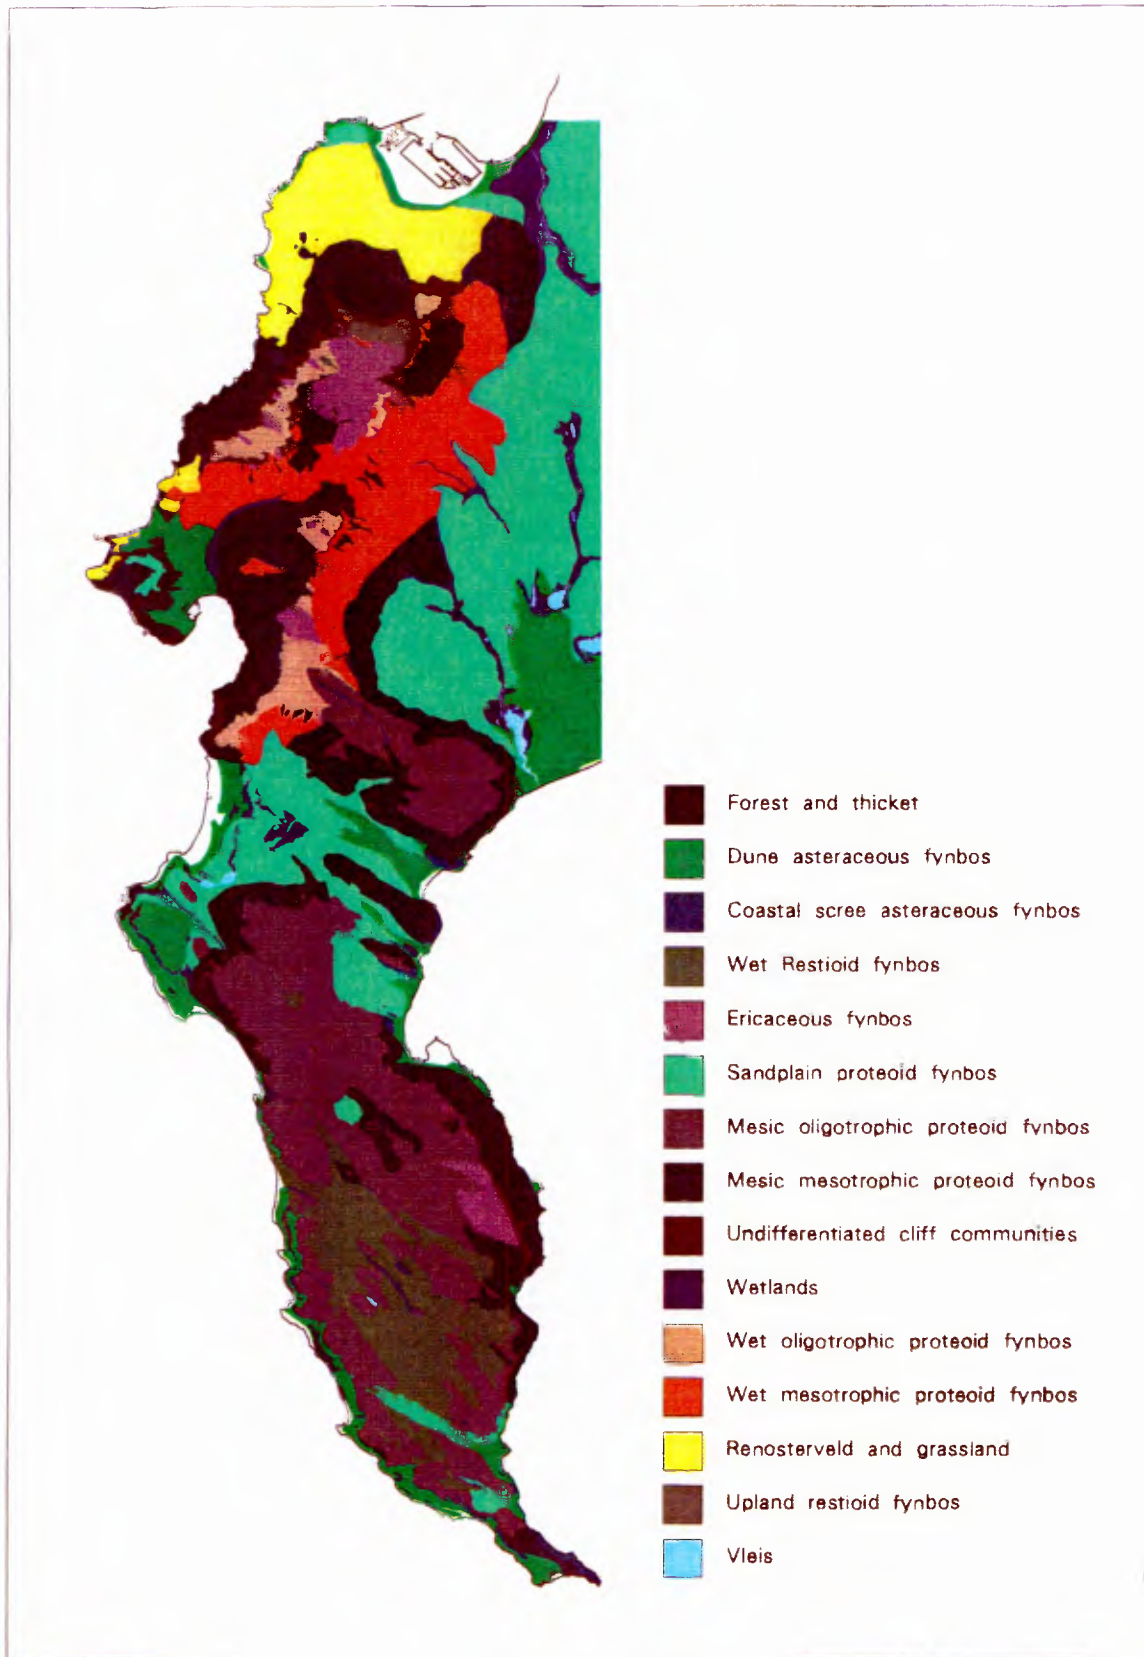 Forest and thicket
Dune asteraceous fynbos
Coastal scree asteraceous fynbos
Wet Restioid fynbos
Ericaceous fynbos
Sandplain proteoid fynbos
Mesic oligotrophic proteoid fynbos
Mesic mesotrophic proteoid fynbos
Undifferentiated cliff communities
Wetlands
Wet oligotrophic proteoid fynbos
Wet mesotrophic proteoid fynbos
Renosterveld and grassland
Upland restioid fynbos
Vleis